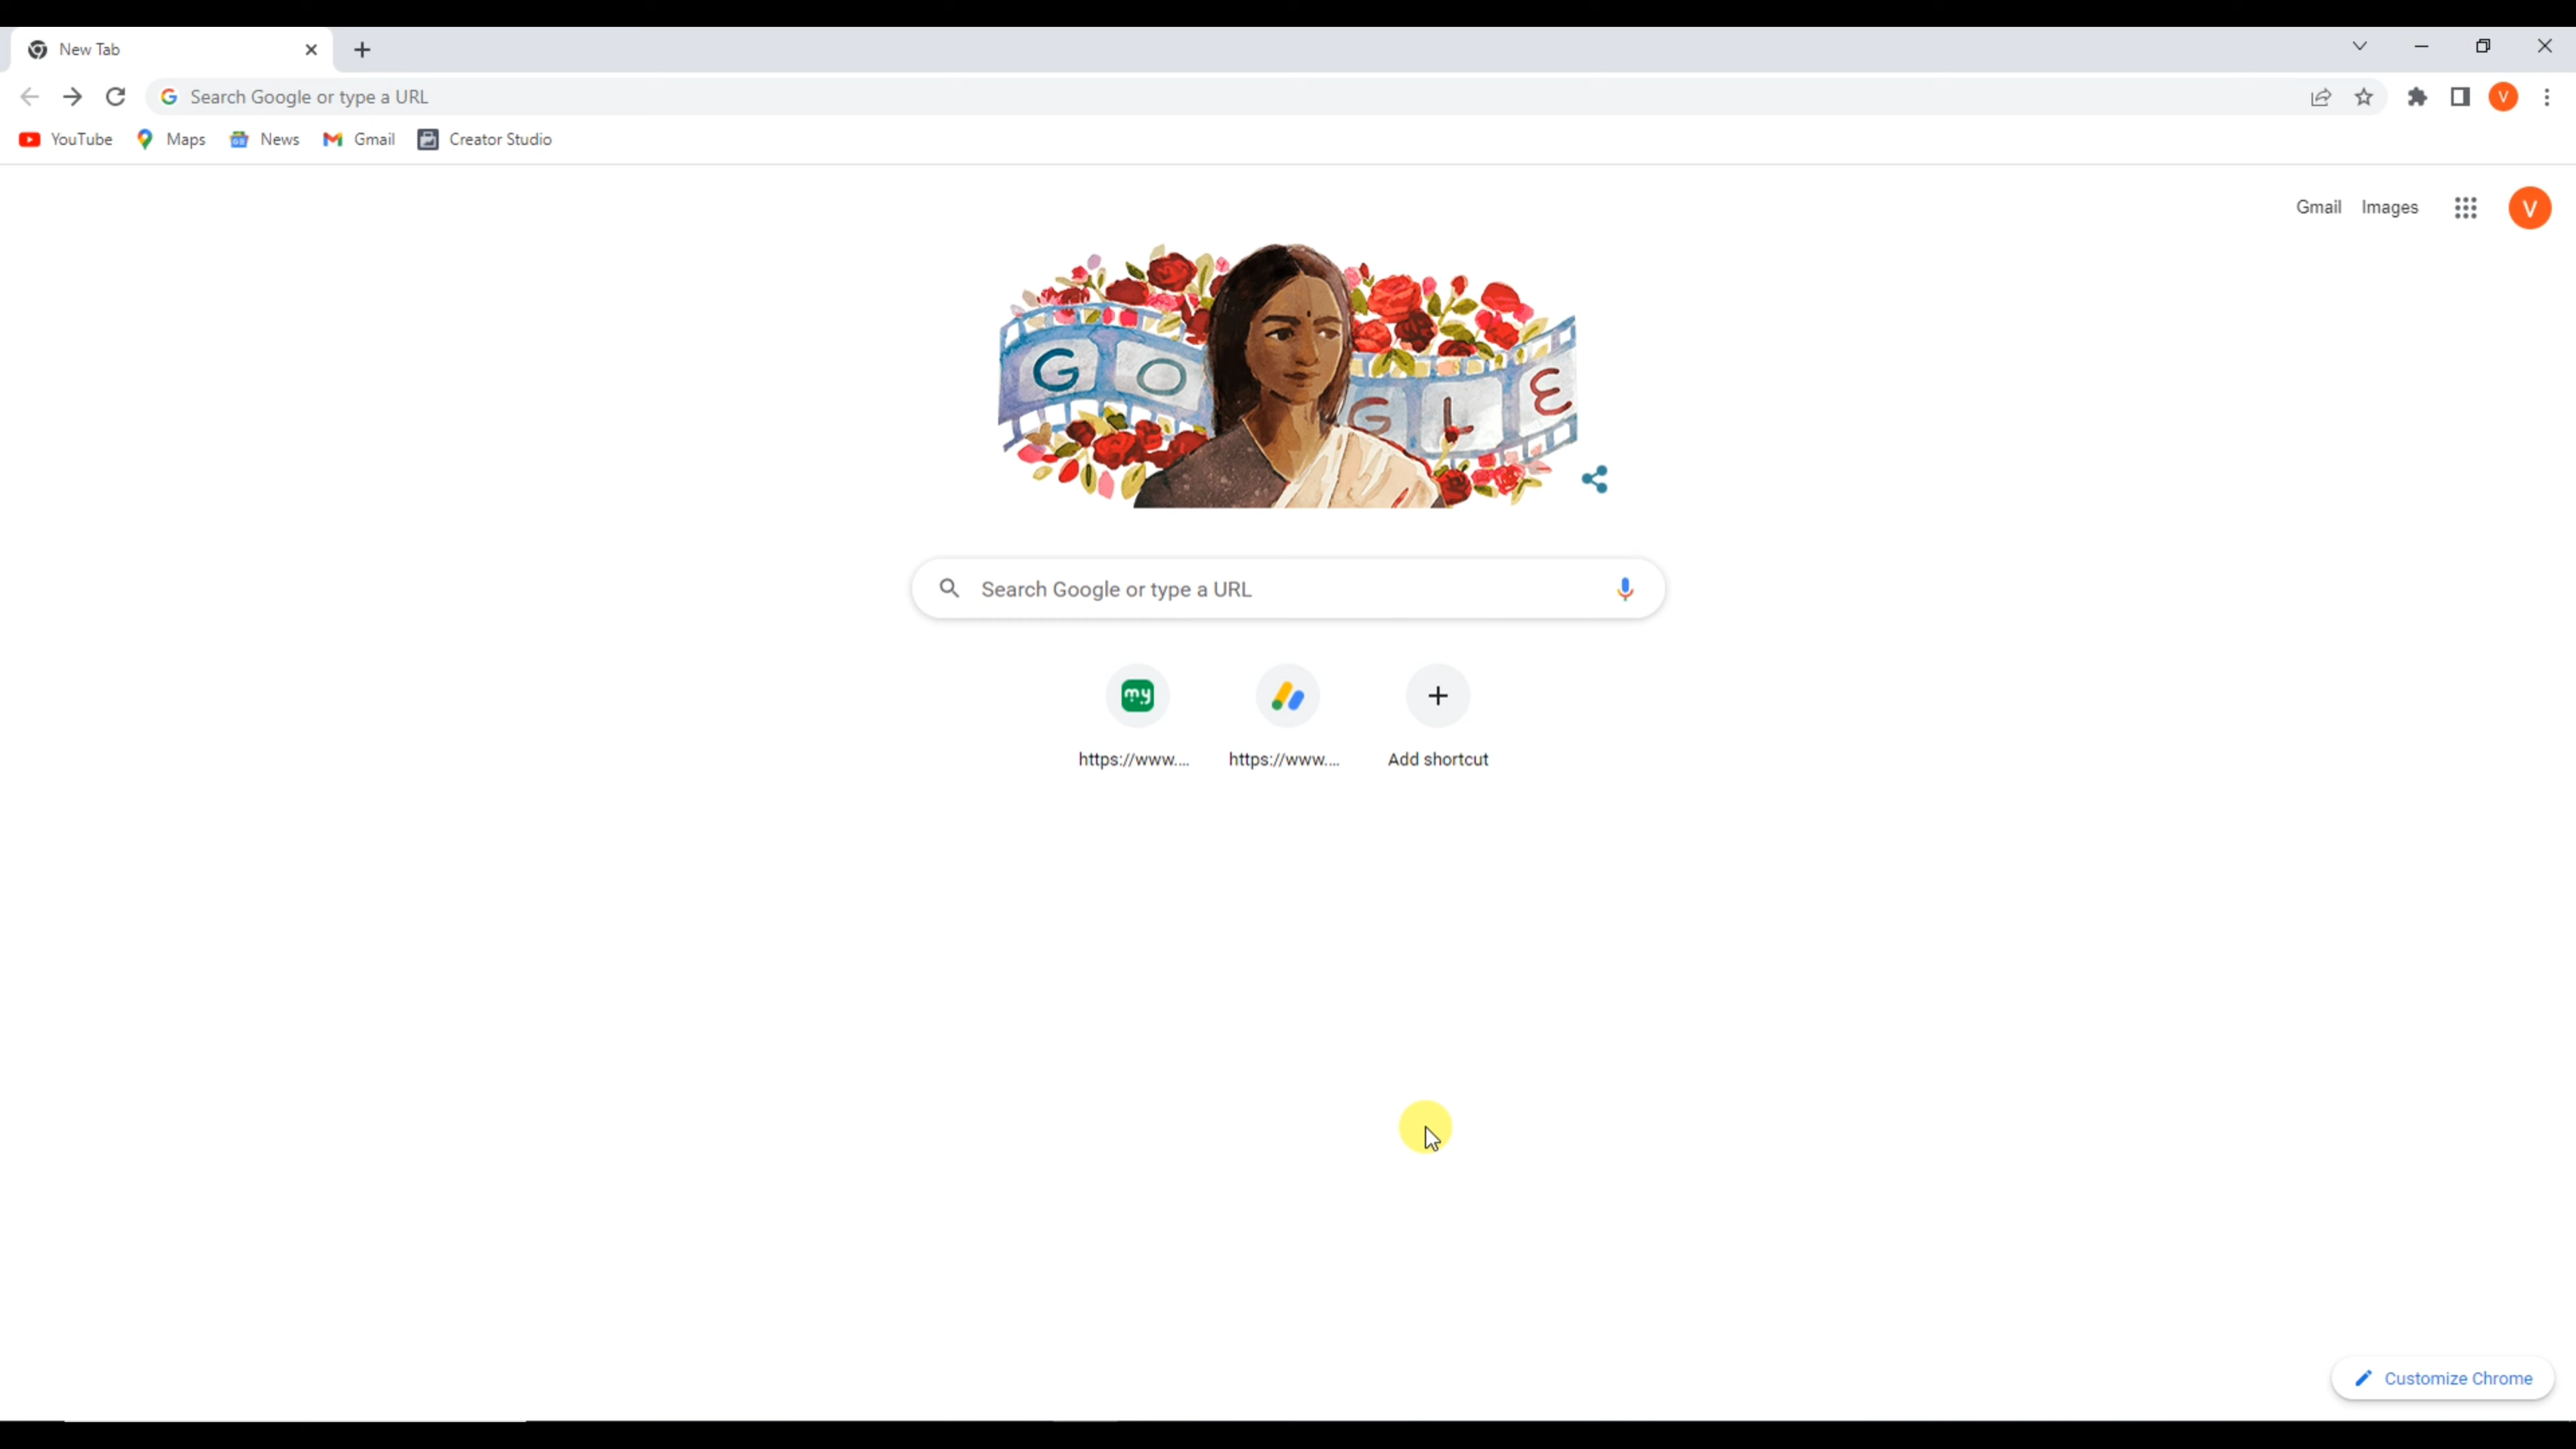 New Tab
Search Google or type a URL
V
YouTube Maps News Gmail Creator Studio
Gmail Images V
G O G L E
Search Google or type a URL
my
https://www.... https://www.... Add shortcut
Customize Chrome